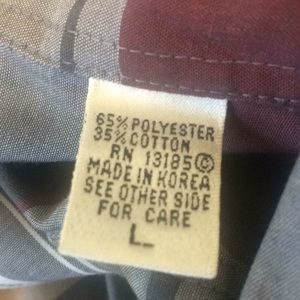 65% POLYESTER
35% COTTON
RN 13185 ©
MADE IN KOREA
SEE OTHER SIDE
FOR CARE
L